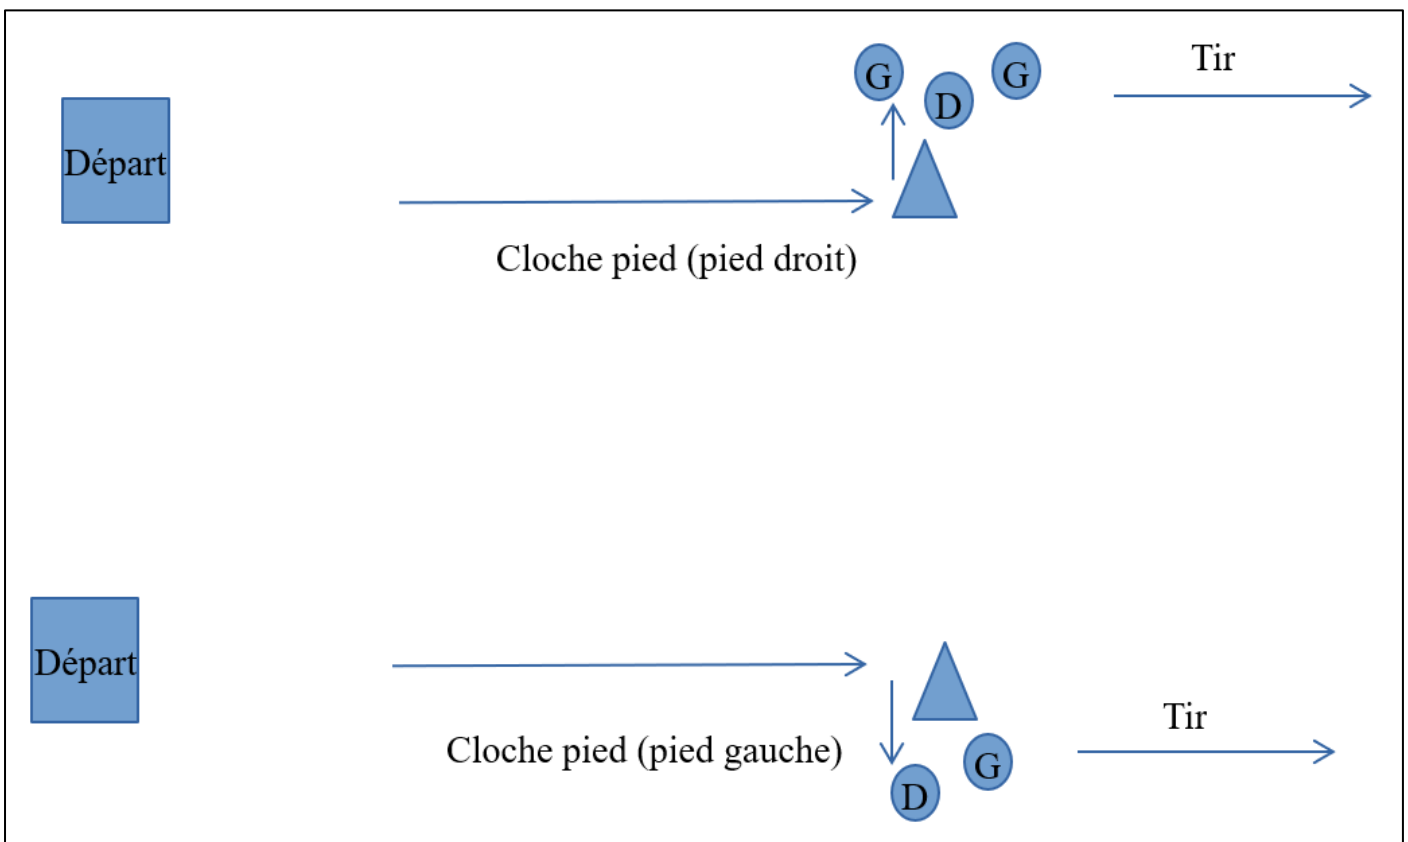 G
G
Tir
D
Départ
Cloche pied (pied droit)
Départ
Tir
Cloche pied (pied gauche)
G
D